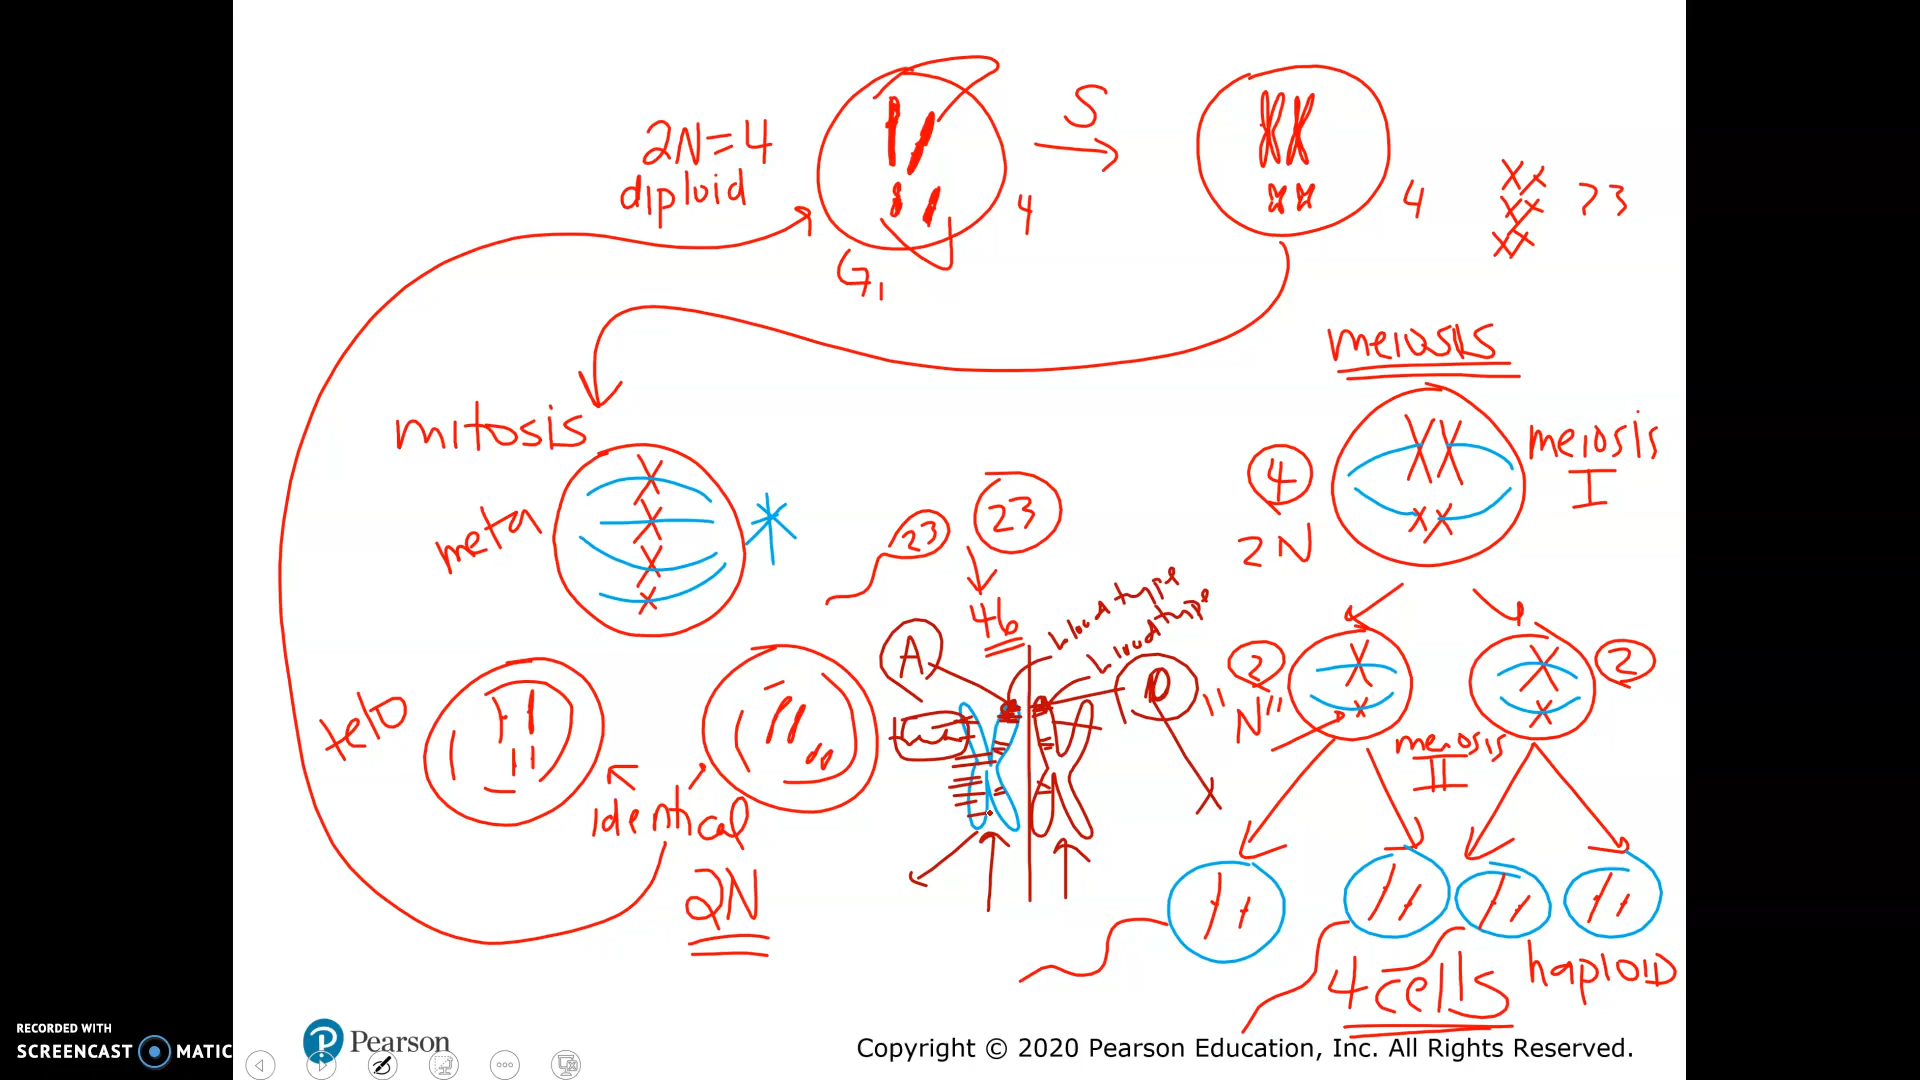 2N=4
diploid
S
4
4
G1
23
meiosis
mitosis
meta
23
23
46
4
2N
meiosis
I
blood type
blood type
A
O
telo
identical
2N
2
"N"
2
meiosis
II
4 cells
haploid
RECORDED WITH
SCREENCAST MATIC
Pearson
Copyright © 2020 Pearson Education, Inc. All Rights Reserved.